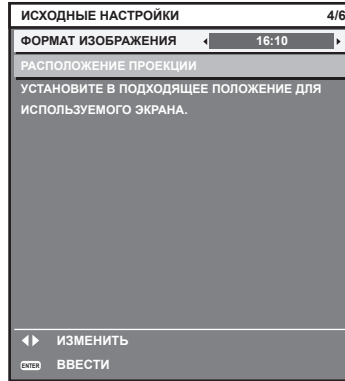 ИСХОДНЫЕ НАСТРОЙКИ 4/6
ФОРМАТ ИЗОБРАЖЕНИЯ 16:10
РАСПОЛОЖЕНИЕ ПРОЕКЦИИ
УСТАНОВИТЕ В ПОДХОДЯЩЕЕ ПОЛОЖЕНИЕ ДЛЯ
ИСПОЛЬЗУЕМОГО ЭКРАНА.
ИЗМЕНИТЬ
ENTER ВВЕСТИ